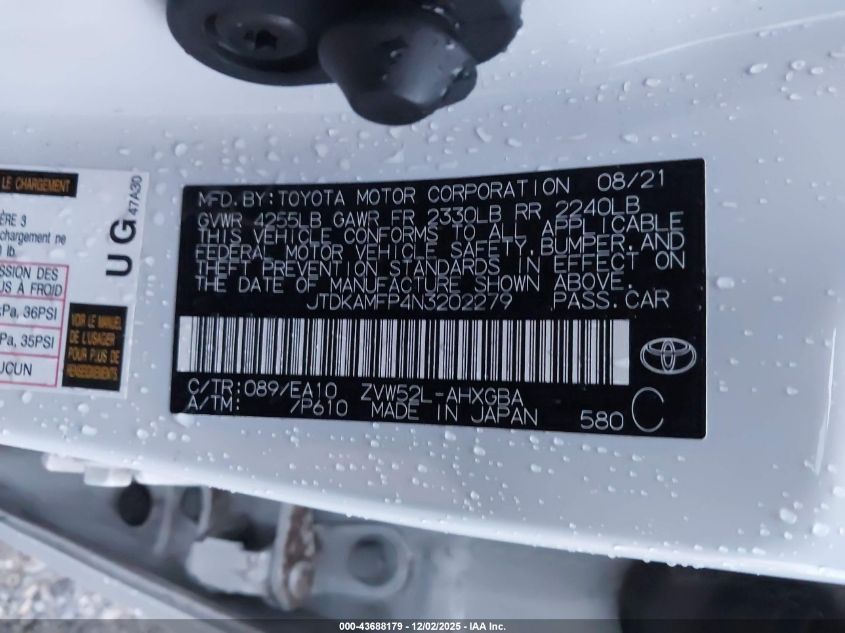 LE CHARGEMENT
ÈRE 3
chargement ne
lb.
SSION DES
US À FROID
Pa, 36PSI
Pa, 35PSI
UCUN
VOIR LE MANUEL
DE L'USAGER
POUR PLUS DE
RENSEIGNEMENTS
UG
47A30
MFD. BY:TOYOTA MOTOR CORPORATION 08/21
GVWR 4255LB GAWR FR 2330LB RR 2240LB
THIS VEHICLE CONFORMS TO ALL APPLICABLE
FEDERAL MOTOR VEHICLE SAFETY,BUMPER,AND
THEFT PREVENTION STANDARDS IN EFFECT ON
THE DATE OF MANUFACTURE SHOWN ABOVE.
JTDKAMFP4N3202279 PASS.CAR
C/TR:089/EA10 ZVW52L-AHXGBA
A/TM: /P610 MADE IN JAPAN 580 C
000-43688179 - 12/02/2025 - IAA Inc.